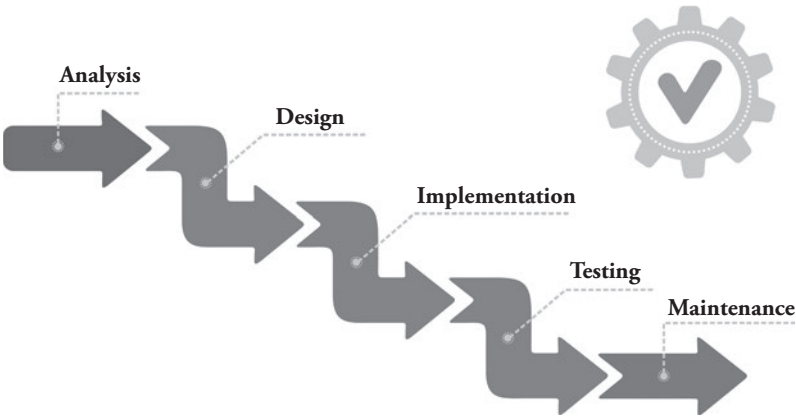 Analysis
Design
Implementation
Testing
Maintenance